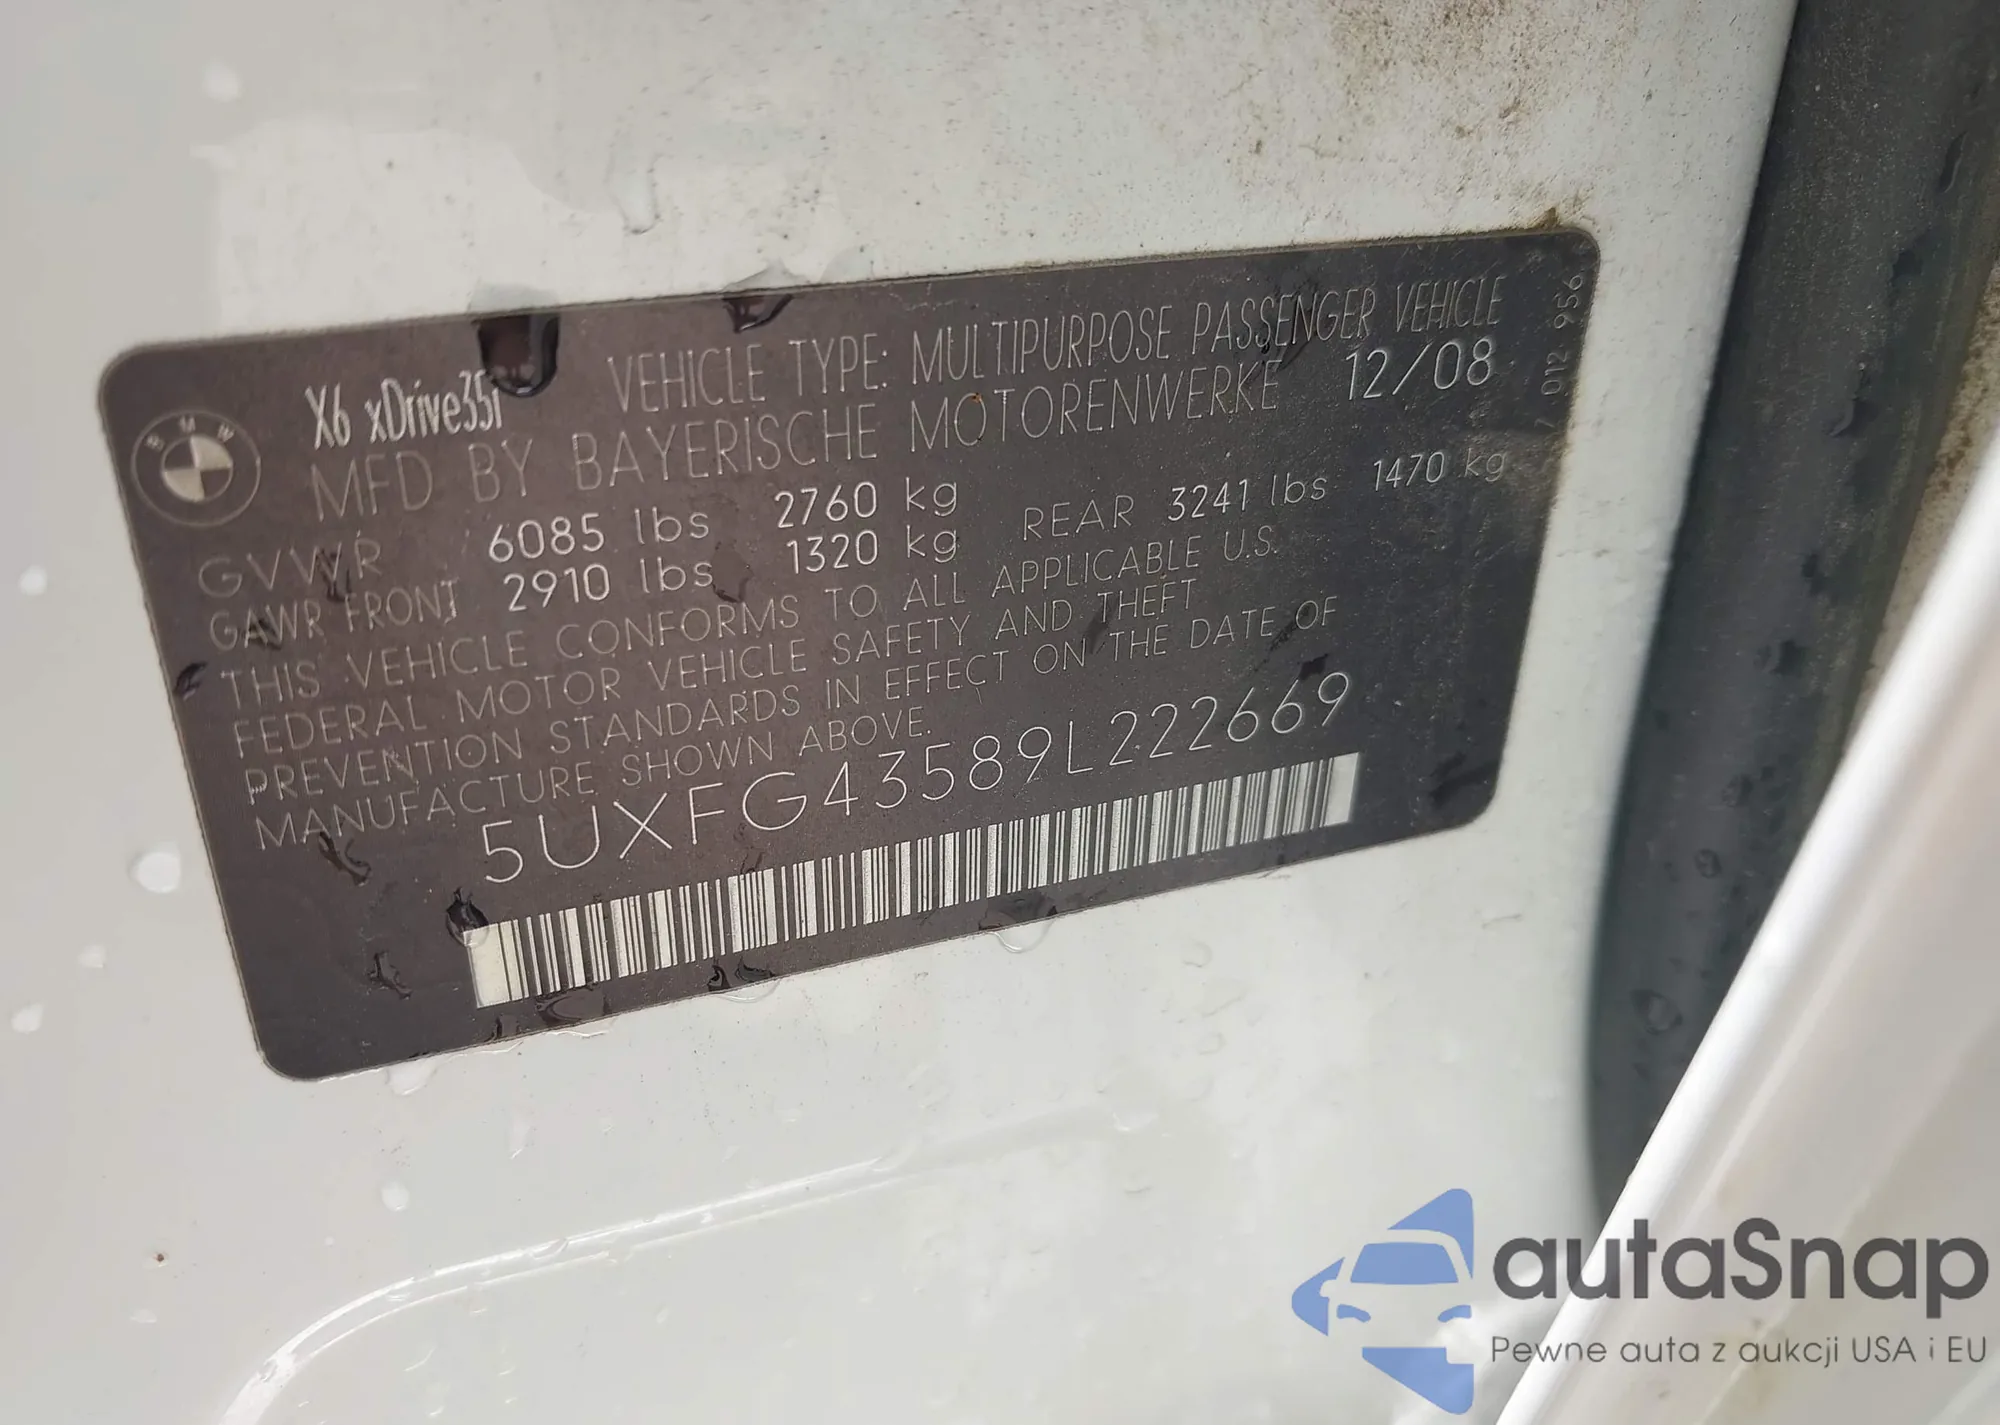 BMW
X6 xDrive35i VEHICLE TYPE: MULTIPURPOSE PASSENGER VEHICLE
MFD BY BAYERISCHE MOTORENWERKE 12/08
GVWR 6085 lbs 2760 kg
GAWR FRONT 2910 lbs 1320 kg REAR 3241 lbs 1470 kg
THIS VEHICLE CONFORMS TO ALL APPLICABLE U.S.
FEDERAL MOTOR VEHICLE SAFETY AND THEFT
PREVENTION STANDARDS IN EFFECT ON THE DATE OF
MANUFACTURE SHOWN ABOVE.
5UXFG43589L222669
7 012 956
autaSnap
Pewne auta z aukcji USA i EU